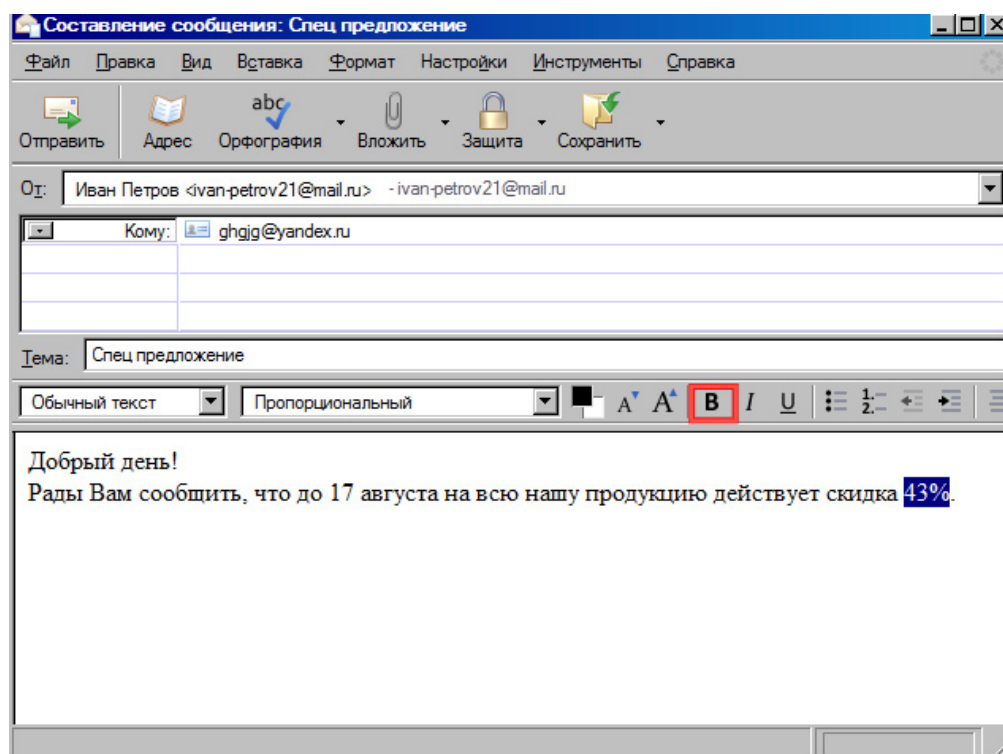 Составление сообщения: Спец предложение
Файл Правка Вид Вставка Формат Настройки Инструменты Справка
abc
Отправить Адрес Орфография Вложить Защита Сохранить
От: Иван Петров <ivan-petrov21@mail.ru> - ivan-petrov21@mail.ru
Кому: ghgjg@yandex.ru
Тема: Спец предложение
Обычный текст Пропорциональный A A B I U
Добрый день!
Рады Вам сообщить, что до 17 августа на всю нашу продукцию действует скидка 43%.